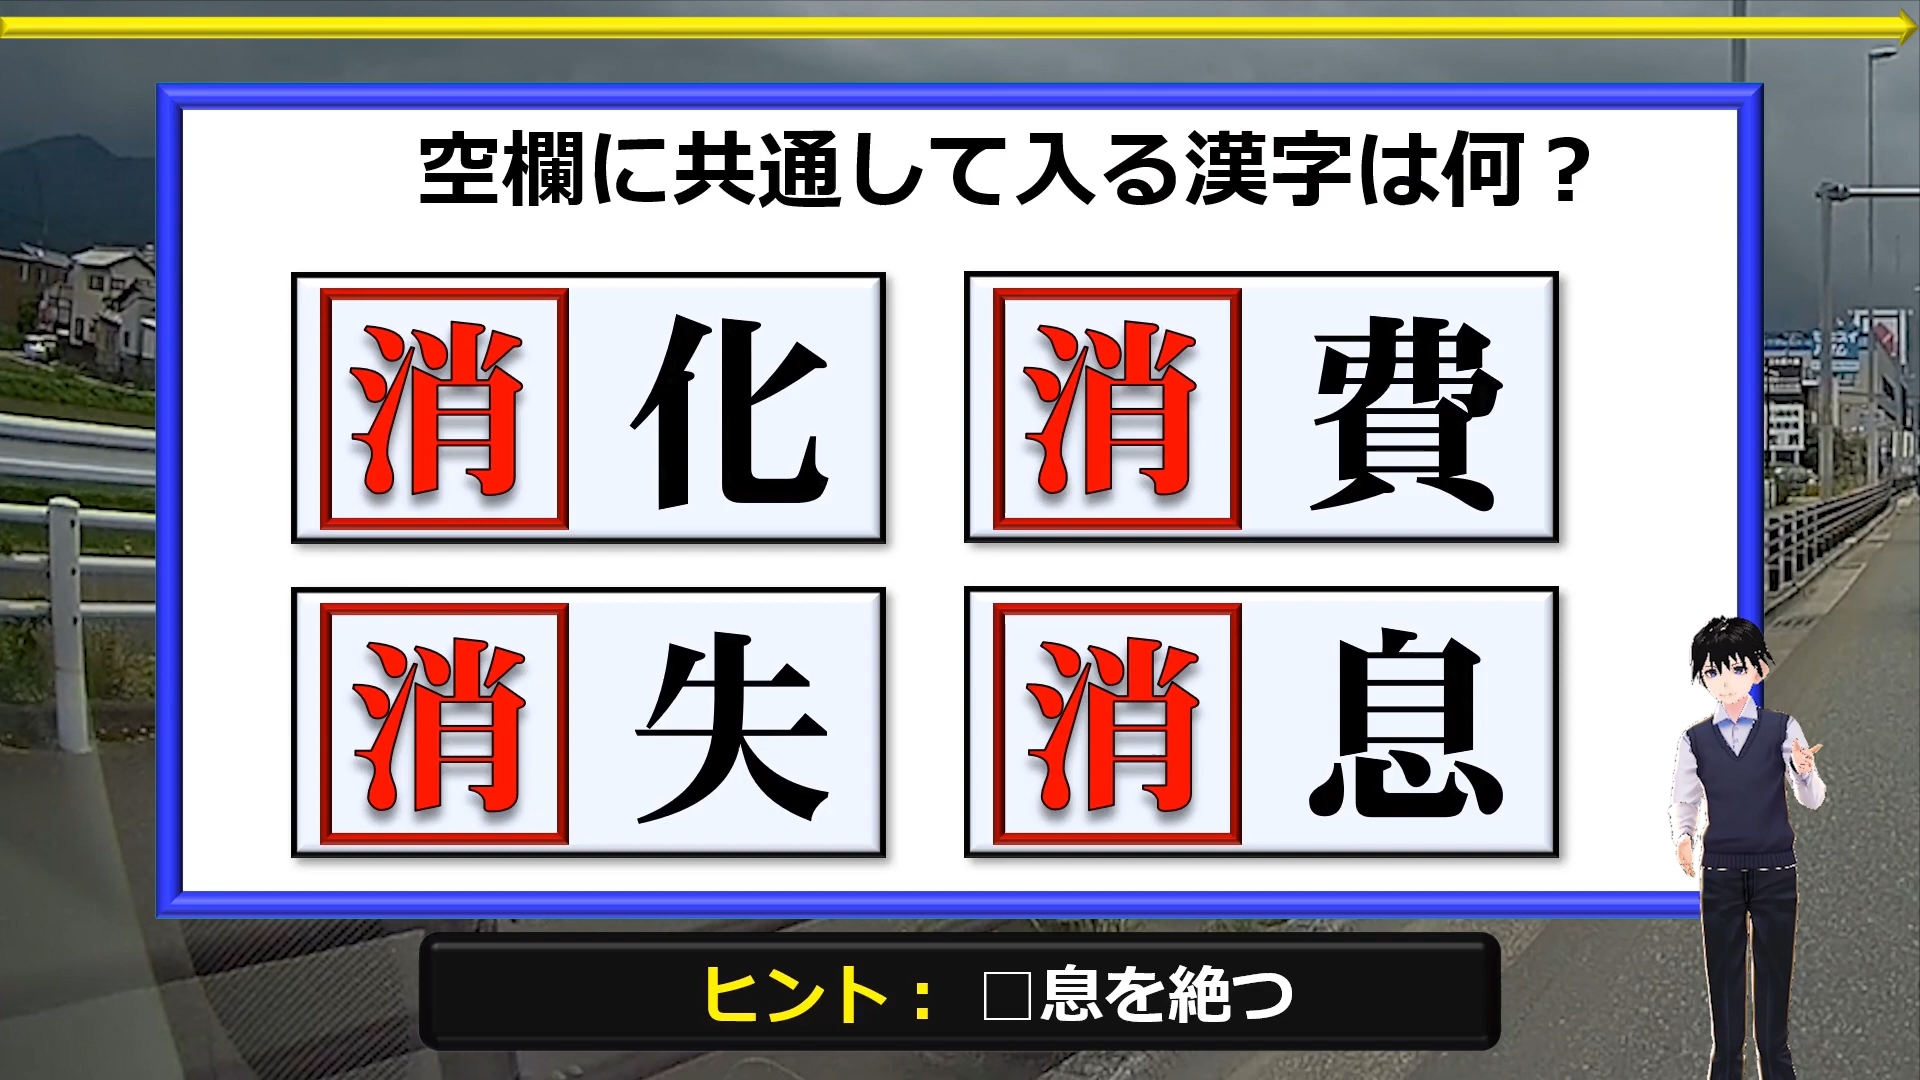 空欄に共通して入る漢字は何？
消化
消費
消失
消息
ヒント： □息を絶つ